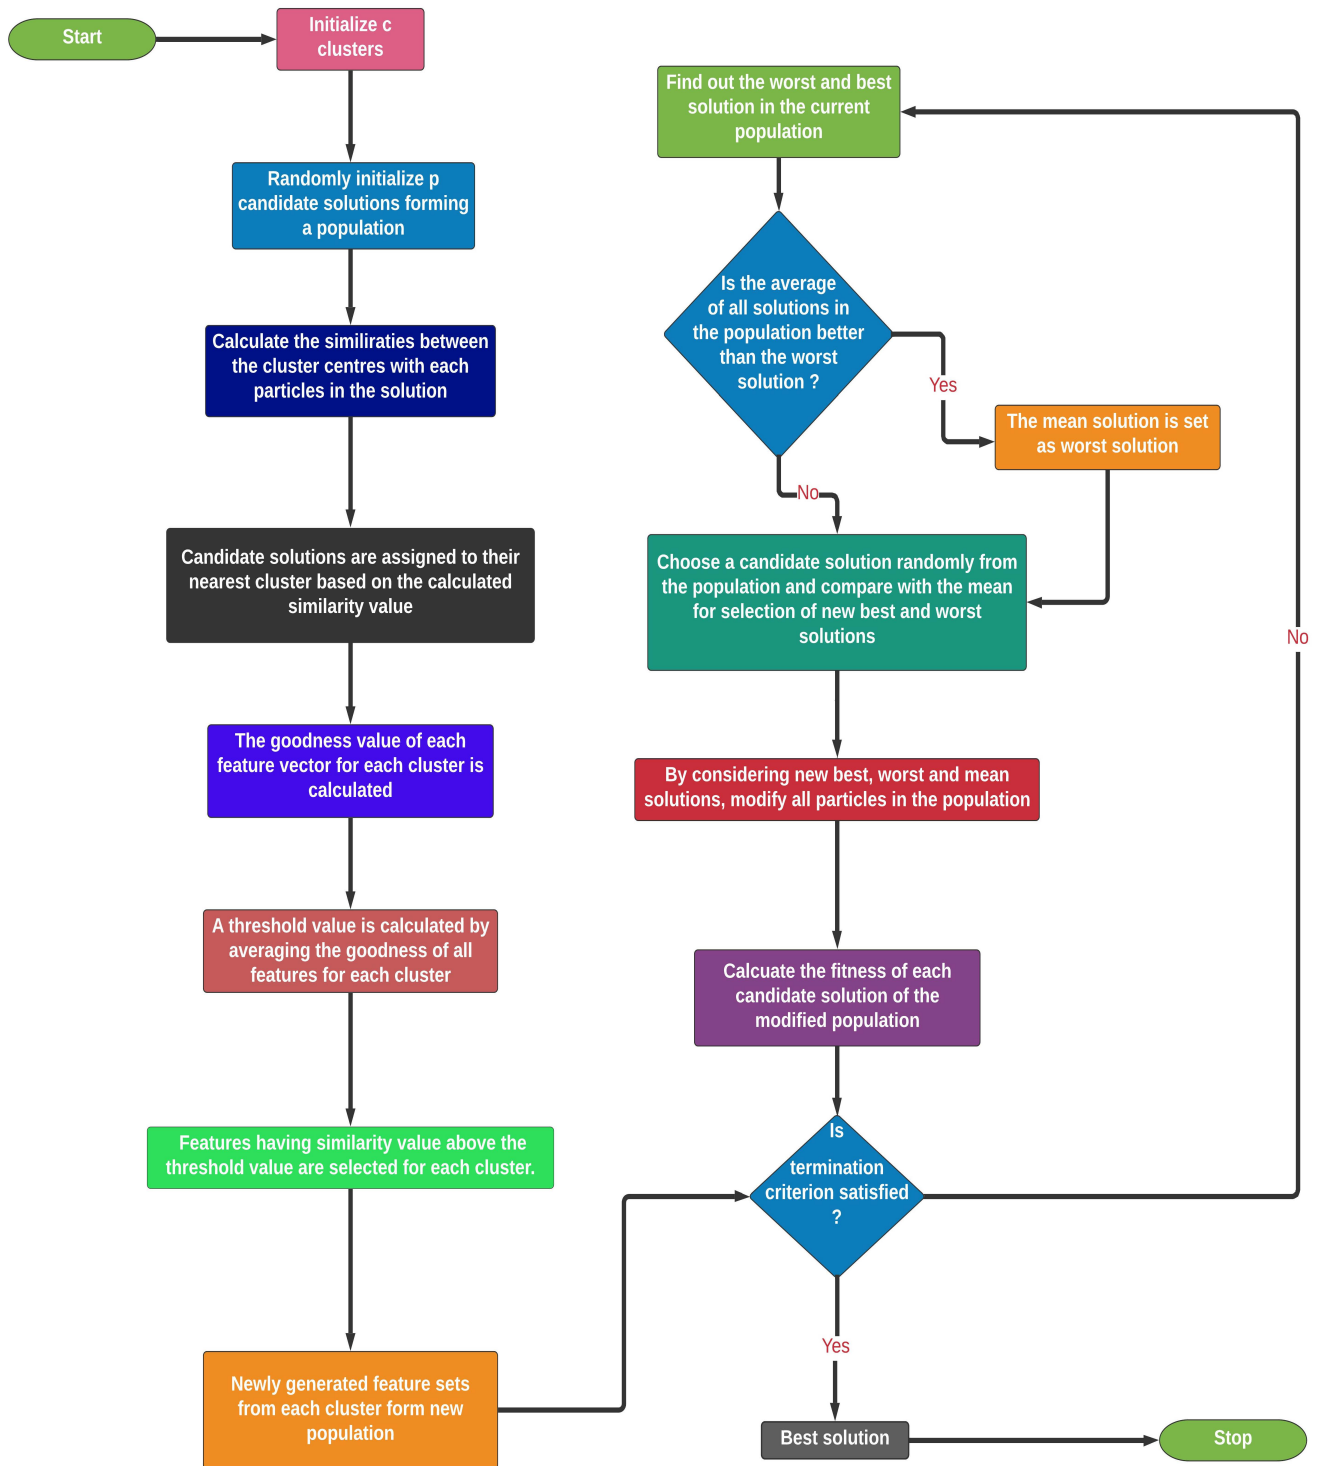 Start
Initialize c
clusters
Randomly initialize p
candidate solutions forming
a population
Calculate the similiraties between
the cluster centres with each
particles in the solution
Candidate solutions are assigned to their
nearest cluster based on the calculated
similarity value
The goodness value of each
feature vector for each cluster is
calculated
A threshold value is calculated by
averaging the goodness of all
features for each cluster
Features having similarity value above the
threshold value are selected for each cluster.
Newly generated feature sets
from each cluster form new
population
Find out the worst and best
solution in the current
population
Is the average
of all solutions in
the population better
than the worst
solution ?
Yes
The mean solution is set
as worst solution
No
Choose a candidate solution randomly from
the population and compare with the mean
for selection of new best and worst
solutions
By considering new best, worst and mean
solutions, modify all particles in the population
Calcuate the fitness of each
candidate solution of the
modified population
Is
termination
criterion satisfied
?
No
Yes
Best solution
Stop